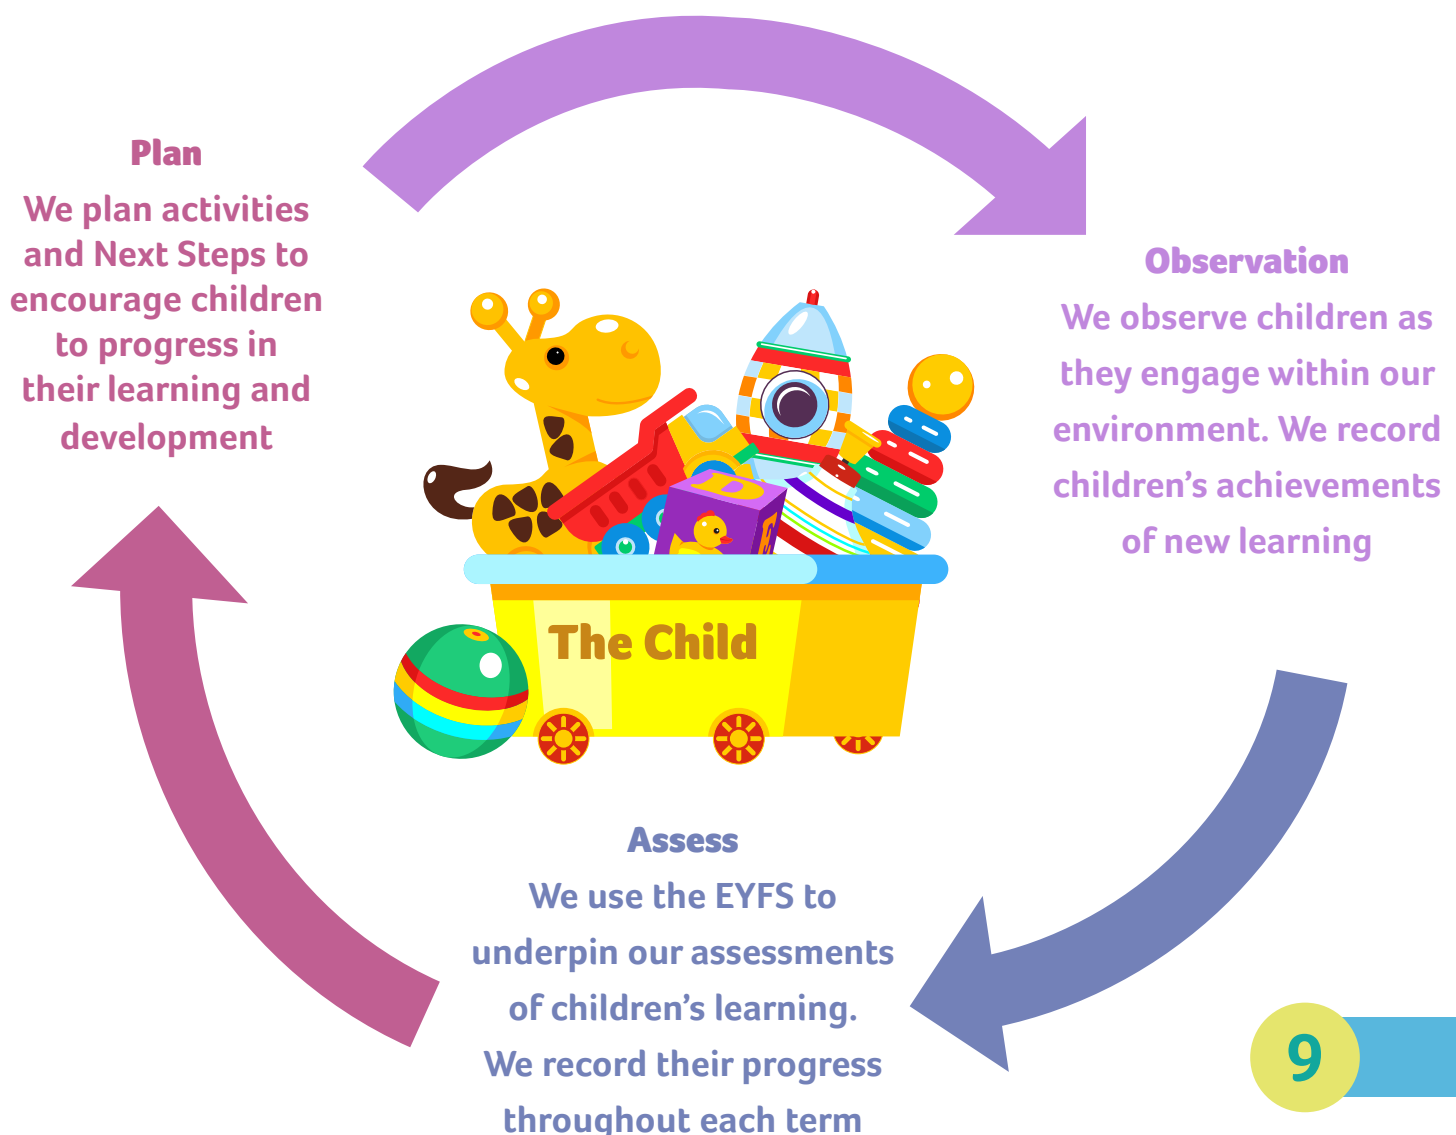 Plan
We plan activities
and Next Steps to
encourage children
to progress in
their learning and
development
Observation
We observe children as
they engage within our
environment. We record
children's achievements
of new learning
The Child
Assess
We use the EYFS to
underpin our assessments
of children's learning.
We record their progress
throughout each term
9